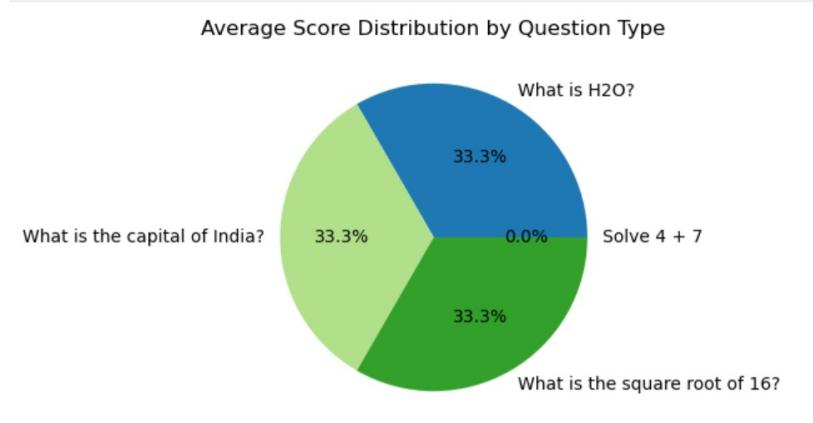 Average Score Distribution by Question Type
What is H2O?
33.3%
What is the capital of India?
33.3%
0.0%
Solve 4 + 7
33.3%
What is the square root of 16?